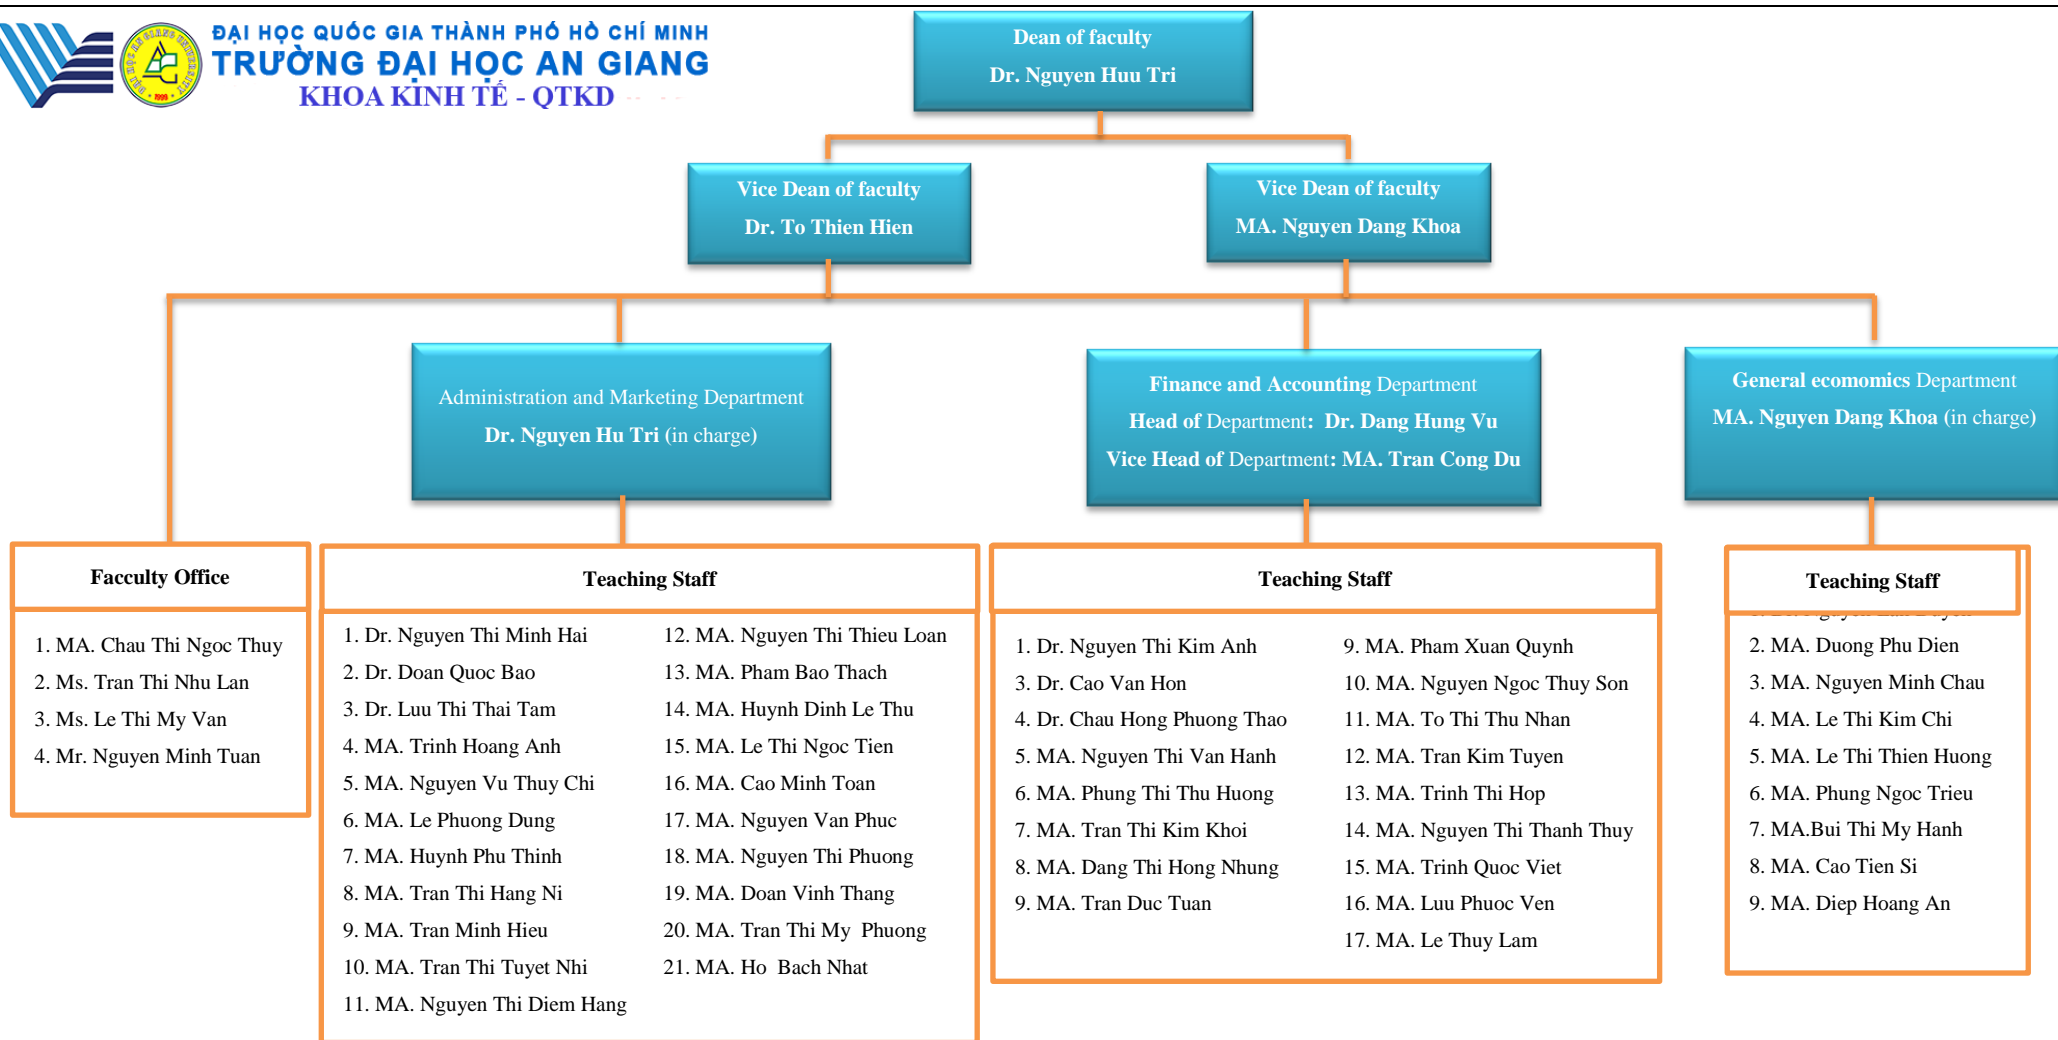 ĐẠI HỌC QUỐC GIA THÀNH PHỐ HỒ CHÍ MINH
TRƯỜNG ĐẠI HỌC AN GIANG
KHOA KINH TẾ - QTKD
Dean of faculty
Dr. Nguyen Huu Tri
Vice Dean of faculty
Dr. To Thien Hien
Vice Dean of faculty
MA. Nguyen Dang Khoa
Administration and Marketing Department
Dr. Nguyen Hu Tri (in charge)
Finance and Accounting Department
Head of Department: Dr. Dang Hung Vu
Vice Head of Department: MA. Tran Cong Du
General ecomomics Department
MA. Nguyen Dang Khoa (in charge)
Facculty Office
1. MA. Chau Thi Ngoc Thuy
2. Ms. Tran Thi Nhu Lan
3. Ms. Le Thi My Van
4. Mr. Nguyen Minh Tuan
Teaching Staff
1. Dr. Nguyen Thi Minh Hai
2. Dr. Doan Quoc Bao
3. Dr. Luu Thi Thai Tam
4. MA. Trinh Hoang Anh
5. MA. Nguyen Vu Thuy Chi
6. MA. Le Phuong Dung
7. MA. Huynh Phu Thinh
8. MA. Tran Thi Hang Ni
9. MA. Tran Minh Hieu
10. MA. Tran Thi Tuyet Nhi
11. MA. Nguyen Thi Diem Hang
12. MA. Nguyen Thi Thieu Loan
13. MA. Pham Bao Thach
14. MA. Huynh Dinh Le Thu
15. MA. Le Thi Ngoc Tien
16. MA. Cao Minh Toan
17. MA. Nguyen Van Phuc
18. MA. Nguyen Thi Phuong
19. MA. Doan Vinh Thang
20. MA. Tran Thi My Phuong
21. MA. Ho Bach Nhat
Teaching Staff
1. Dr. Nguyen Thi Kim Anh
3. Dr. Cao Van Hon
4. Dr. Chau Hong Phuong Thao
5. MA. Nguyen Thi Van Hanh
6. MA. Phung Thi Thu Huong
7. MA. Tran Thi Kim Khoi
8. MA. Dang Thi Hong Nhung
9. MA. Tran Duc Tuan
9. MA. Pham Xuan Quynh
10. MA. Nguyen Ngoc Thuy Son
11. MA. To Thi Thu Nhan
12. MA. Tran Kim Tuyen
13. MA. Trinh Thi Hop
14. MA. Nguyen Thi Thanh Thuy
15. MA. Trinh Quoc Viet
16. MA. Luu Phuoc Ven
17. MA. Le Thuy Lam
Teaching Staff
2. MA. Duong Phu Dien
3. MA. Nguyen Minh Chau
4. MA. Le Thi Kim Chi
5. MA. Le Thi Thien Huong
6. MA. Phung Ngoc Trieu
7. MA.Bui Thi My Hanh
8. MA. Cao Tien Si
9. MA. Diep Hoang An